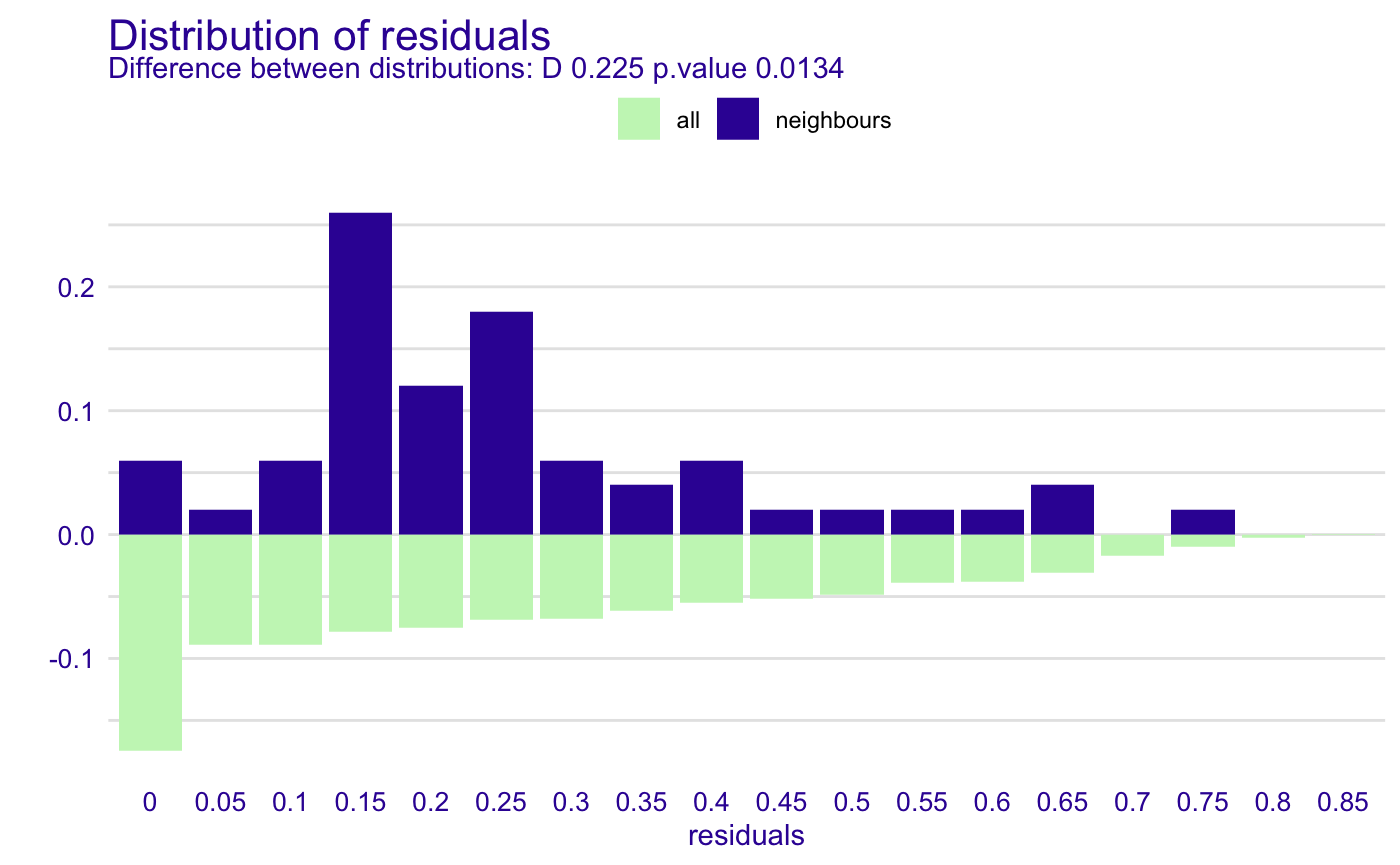 Distribution of residuals
Difference between distributions: D 0.225 p.value 0.0134
all neighbours
0.2
0.1
0.0
-0.1
0 0.05 0.1 0.15 0.2 0.25 0.3 0.35 0.4 0.45 0.5 0.55 0.6 0.65 0.7 0.75 0.8 0.85
residuals